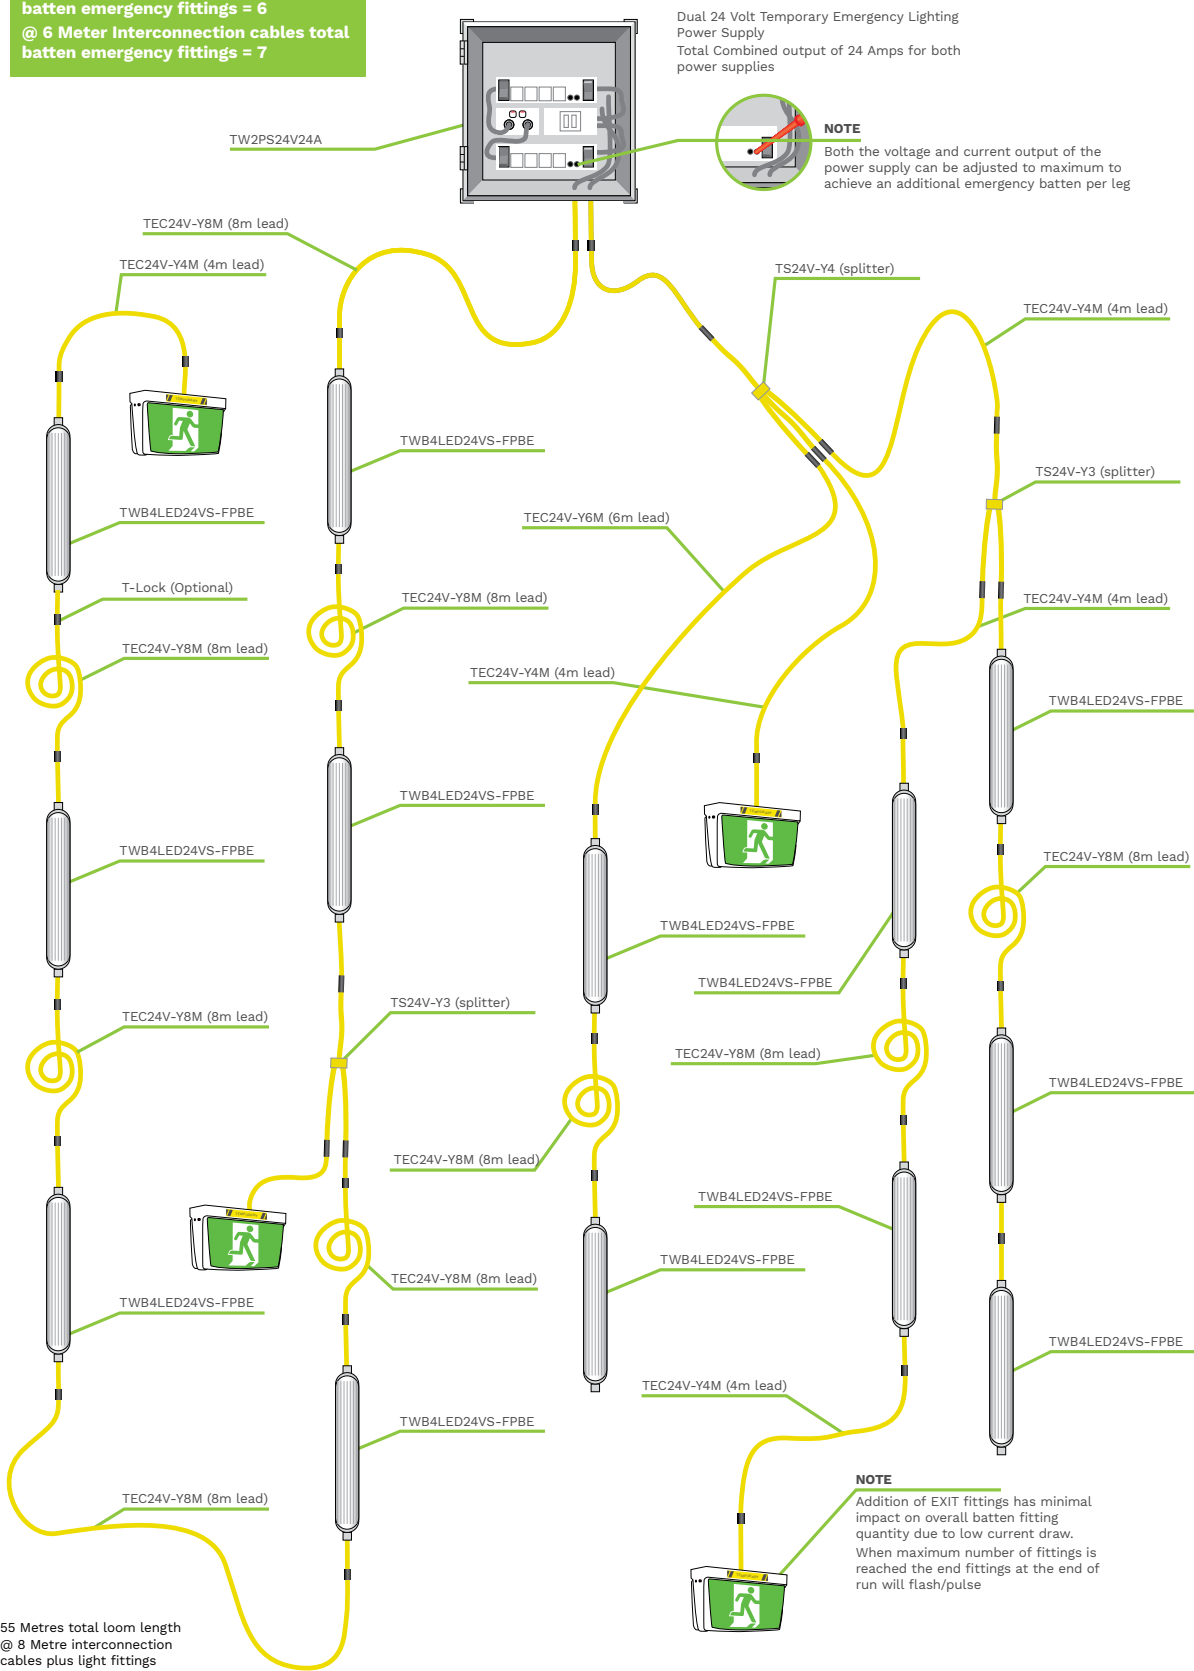 batten emergency fittings = 6
@ 6 Meter Interconnection cables total
batten emergency fittings = 7
Dual 24 Volt Temporary Emergency Lighting
Power Supply
Total Combined output of 24 Amps for both
power supplies
TW2PS24V24A
NOTE
Both the voltage and current output of the
power supply can be adjusted to maximum to
achieve an additional emergency batten per leg
TEC24V-Y8M (8m lead)
TEC24V-Y4M (4m lead)
TS24V-Y4 (splitter)
TEC24V-Y4M (4m lead)
TWB4LED24VS-FPBE
TS24V-Y3 (splitter)
TWB4LED24VS-FPBE
TEC24V-Y6M (6m lead)
T-Lock (Optional)
TEC24V-Y8M (8m lead)
TEC24V-Y4M (4m lead)
TEC24V-Y8M (8m lead)
TEC24V-Y4M (4m lead)
TWB4LED24VS-FPBE
TWB4LED24VS-FPBE
TWB4LED24VS-FPBE
TEC24V-Y8M (8m lead)
TWB4LED24VS-FPBE
TWB4LED24VS-FPBE
TS24V-Y3 (splitter)
TEC24V-Y8M (8m lead)
TEC24V-Y8M (8m lead)
TWB4LED24VS-FPBE
TEC24V-Y8M (8m lead)
TWB4LED24VS-FPBE
TWB4LED24VS-FPBE
TEC24V-Y8M (8m lead)
TWB4LED24VS-FPBE
TWB4LED24VS-FPBE
TEC24V-Y4M (4m lead)
TWB4LED24VS-FPBE
TEC24V-Y8M (8m lead)
NOTE
Addition of EXIT fittings has minimal
impact on overall batten fitting
quantity due to low current draw.
When maximum number of fittings is
reached the end fittings at the end of
run will flash/pulse
55 Metres total loom length
@ 8 Metre interconnection
cables plus light fittings